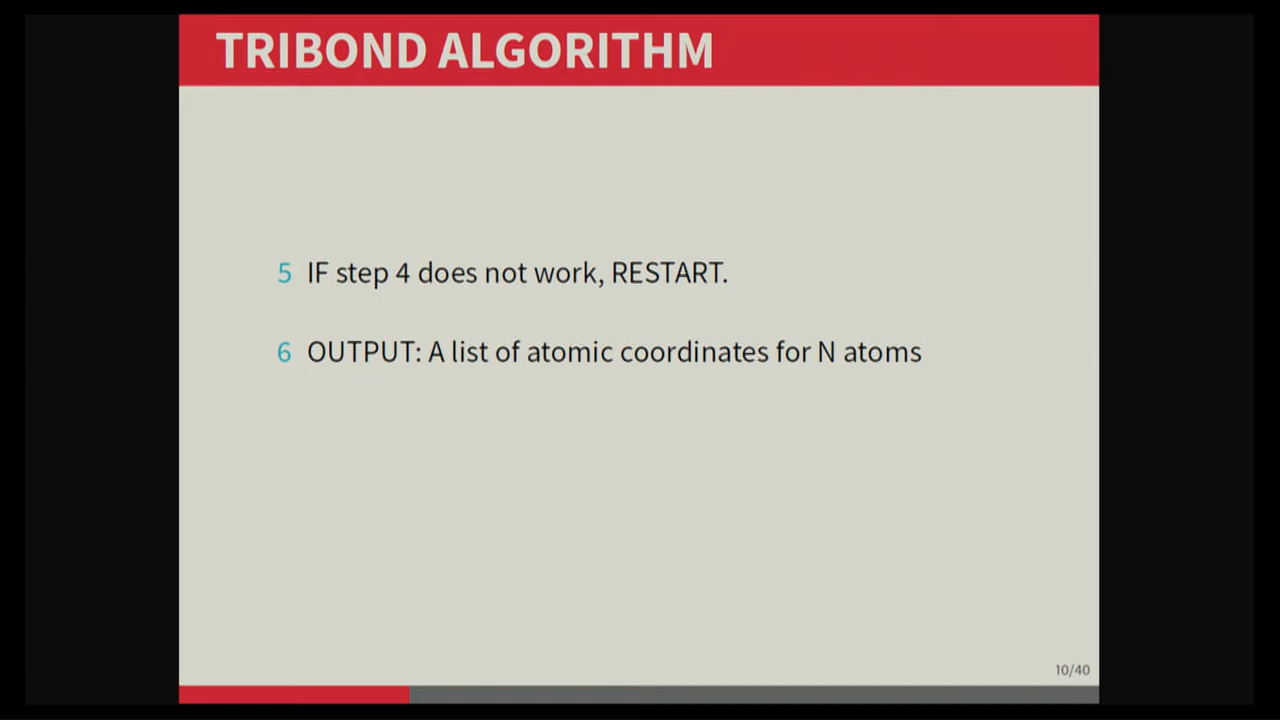 TRIBOND ALGORITHM
5 IF step 4 does not work, RESTART.
6 OUTPUT: A list of atomic coordinates for N atoms
10/40